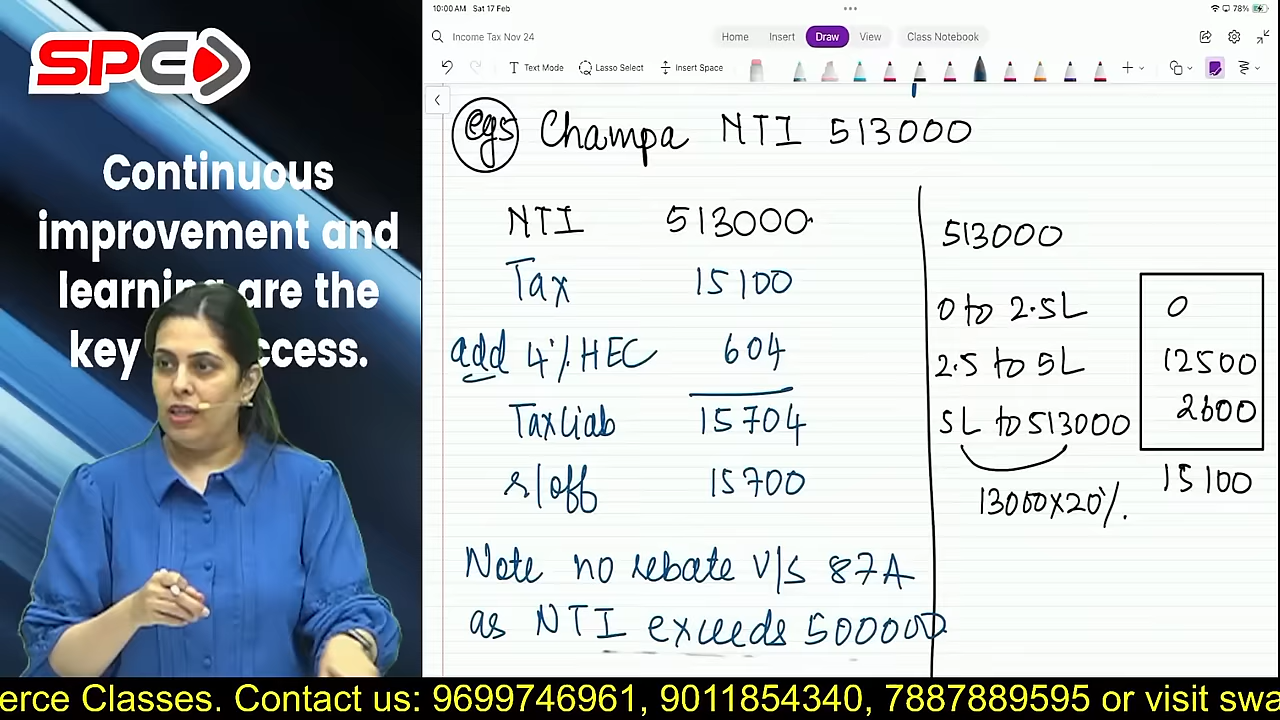 SPC
Continuous
improvement and
learning are the
key ccess.
10:00 AM Sat 17 Feb
78%
Income Tax Nov 24
Home Insert Draw View Class Notebook
Text Mode Lasso Select Insert Space
eg5 Champa NTI 513000
NTI 513000
Tax 15100
add 4% HEC 604
Tax liab 15704
r/off 15700
Note no rebate v/s 87A
as NTI exceeds 500000
513000
0 to 2.5L 0
2.5 to 5L 12500
5L to 513000 2600
15100
13000x20%.
erce Classes. Contact us: 9699746961, 9011854340, 7887889595 or visit swa